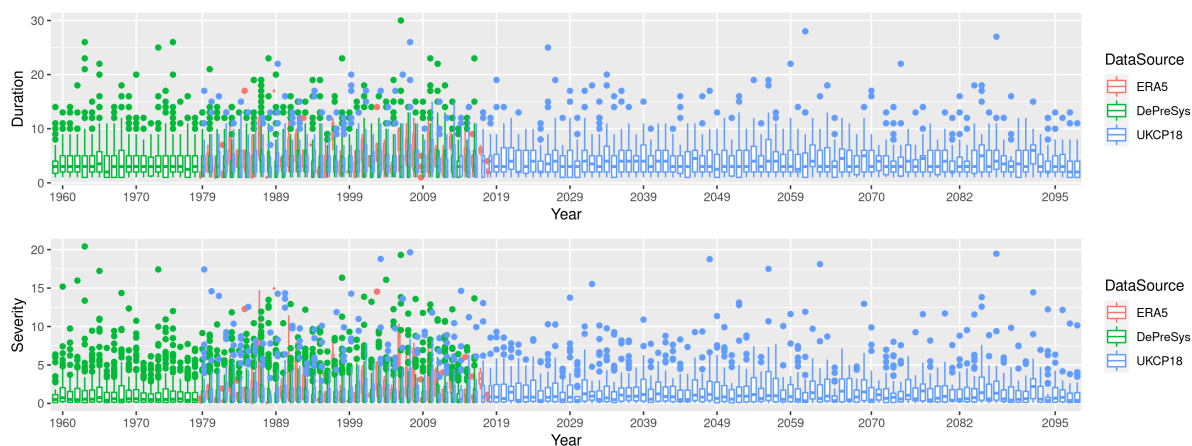 30
20
10
0
Duration
1960 1970 1979 1989 1999 2009 2019 2029 2039 2049 2059 2070 2082 2095
Year
DataSource
ERA5
DePreSys
UKCP18
20
15
10
5
0
Severity
1960 1970 1979 1989 1999 2009 2019 2029 2039 2049 2059 2070 2082 2095
Year
DataSource
ERA5
DePreSys
UKCP18